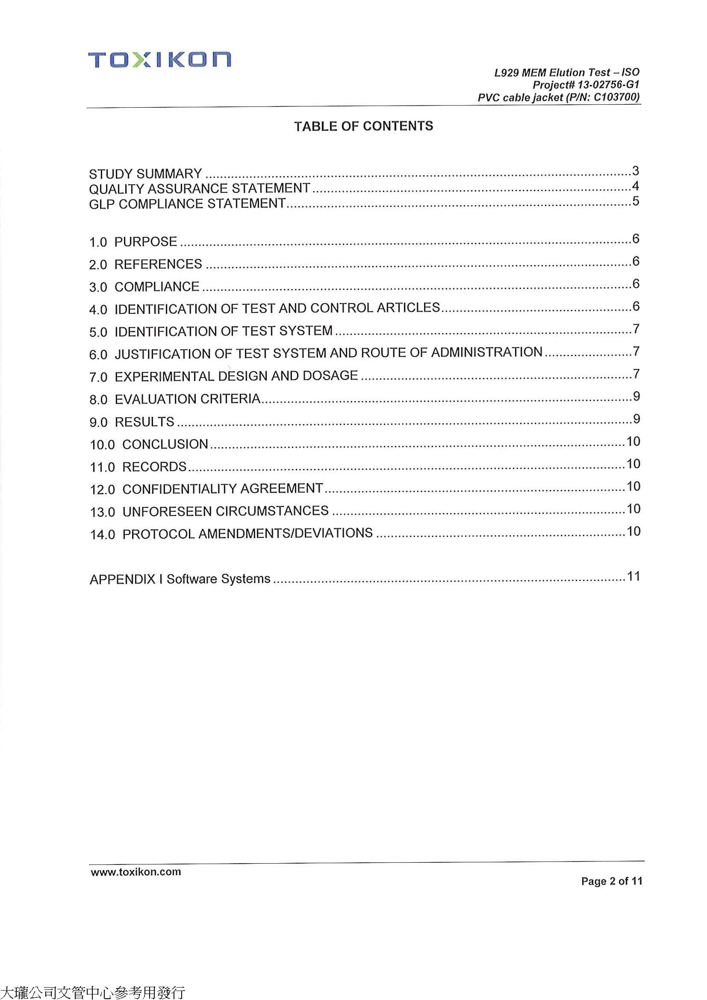 TOXIKON
L929 MEM Elution Test – ISO
Project# 13-02756-G1
PVC cable jacket (P/N: C103700)
TABLE OF CONTENTS
STUDY SUMMARY ........ 3
QUALITY ASSURANCE STATEMENT ........ 4
GLP COMPLIANCE STATEMENT ........ 5
1.0 PURPOSE ........ 6
2.0 REFERENCES ........ 6
3.0 COMPLIANCE ........ 6
4.0 IDENTIFICATION OF TEST AND CONTROL ARTICLES ........ 6
5.0 IDENTIFICATION OF TEST SYSTEM ........ 7
6.0 JUSTIFICATION OF TEST SYSTEM AND ROUTE OF ADMINISTRATION ........ 7
7.0 EXPERIMENTAL DESIGN AND DOSAGE ........ 7
8.0 EVALUATION CRITERIA ........ 9
9.0 RESULTS ........ 9
10.0 CONCLUSION ........ 10
11.0 RECORDS ........ 10
12.0 CONFIDENTIALITY AGREEMENT ........ 10
13.0 UNFORESEEN CIRCUMSTANCES ........ 10
14.0 PROTOCOL AMENDMENTS/DEVIATIONS ........ 10
APPENDIX I Software Systems ........ 11
www.toxikon.com
Page 2 of 11
大瓏公司文管中心參考用發行